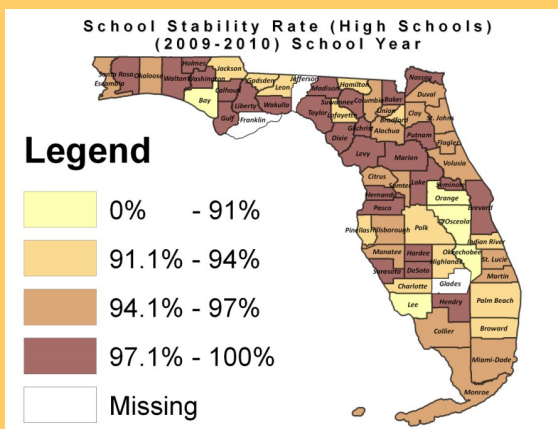 School Stability Rate (High Schools)
(2009-2010) School Year
Legend
0% - 91%
91.1% - 94%
94.1% - 97%
97.1% - 100%
Missing
Escambia
Santa Rosa
Okaloosa
Walton
Holmes
Washington
Jackson
Bay
Calhoun
Gulf
Gadsden
Liberty
Franklin
Leon
Wakulla
Jefferson
Madison
Taylor
Hamilton
Suwannee
Lafayette
Dixie
Columbia
Gilchrist
Levy
Baker
Union
Bradford
Alachua
Nassau
Duval
Clay
St. Johns
Putnam
Flagler
Marion
Volusia
Citrus
Sumter
Lake
Hernando
Pasco
Seminole
Orange
Brevard
Osceola
Pinellas
Hillsborough
Polk
Indian River
Manatee
Hardee
Okeechobee
Highlands
St. Lucie
Sarasota
DeSoto
Martin
Charlotte
Glades
Lee
Hendry
Palm Beach
Collier
Broward
Miami-Dade
Monroe